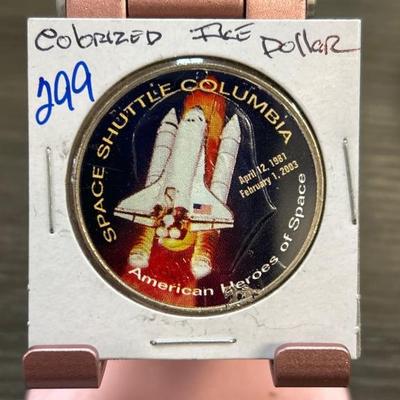 Colorized IKE Dollar
299
SPACE SHUTTLE COLUMBIA
April 12, 1981
February 1, 2003
American Heroes of Space